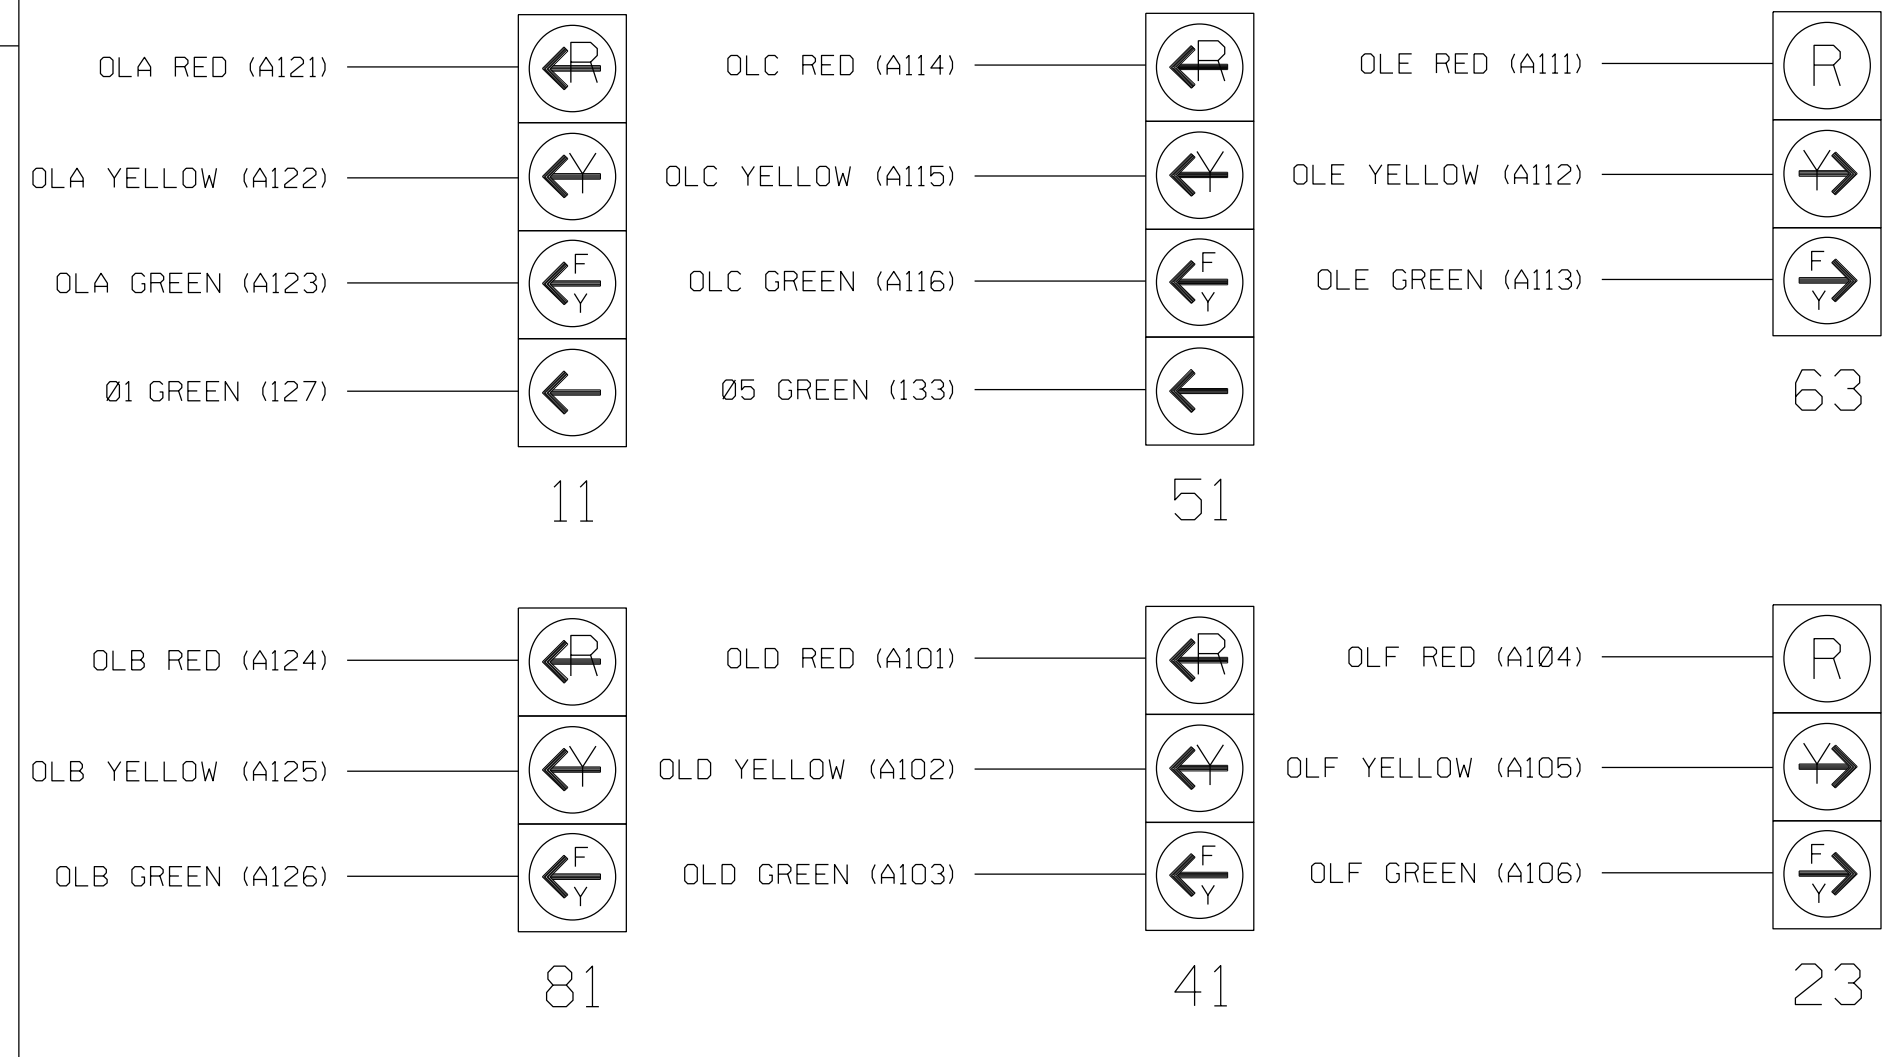 OLA RED (A121)
R
OLA YELLOW (A122)
Y
OLA GREEN (A123)
F
Y
Ø1 GREEN (127)
11
OLC RED (A114)
R
OLC YELLOW (A115)
Y
OLC GREEN (A116)
F
Y
Ø5 GREEN (133)
51
OLE RED (A111)
R
OLE YELLOW (A112)
Y
OLE GREEN (A113)
F
Y
63
OLB RED (A124)
R
OLB YELLOW (A125)
Y
OLB GREEN (A126)
F
Y
81
OLD RED (A101)
R
OLD YELLOW (A102)
Y
OLD GREEN (A103)
F
Y
41
OLF RED (A1Ø4)
R
OLF YELLOW (A105)
Y
OLF GREEN (A106)
F
Y
23